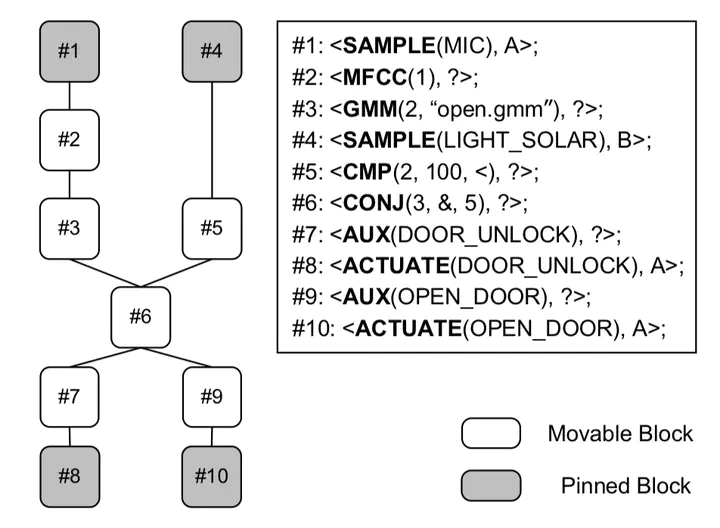 #1
#4
#2
#3
#5
#6
#7
#9
#8
#10
#1: <SAMPLE(MIC), A>;
#2: <MFCC(1), ?>;
#3: <GMM(2, “open.gmm”), ?>;
#4: <SAMPLE(LIGHT_SOLAR), B>;
#5: <CMP(2, 100, <), ?>;
#6: <CONJ(3, &, 5), ?>;
#7: <AUX(DOOR_UNLOCK), ?>;
#8: <ACTUATE(DOOR_UNLOCK), A>;
#9: <AUX(OPEN_DOOR), ?>;
#10: <ACTUATE(OPEN_DOOR), A>;
Movable Block
Pinned Block